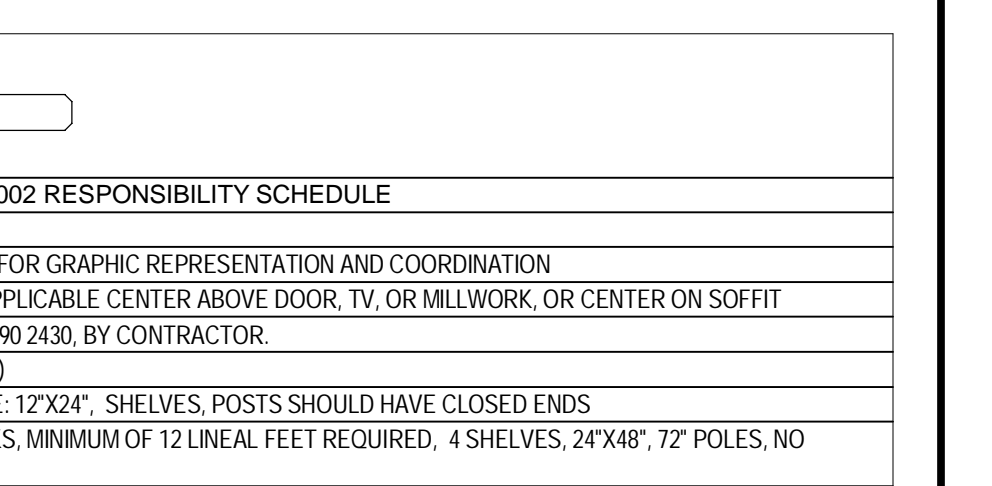 002 RESPONSIBILITY SCHEDULE
FOR GRAPHIC REPRESENTATION AND COORDINATION
PPLICABLE CENTER ABOVE DOOR, TV, OR MILLWORK, OR CENTER ON SOFFIT
90 2430, BY CONTRACTOR.
)
E: 12"X24",  SHELVES, POSTS SHOULD HAVE CLOSED ENDS
ES, MINIMUM OF 12 LINEAL FEET REQUIRED,  4 SHELVES, 24"X48", 72" POLES, NO